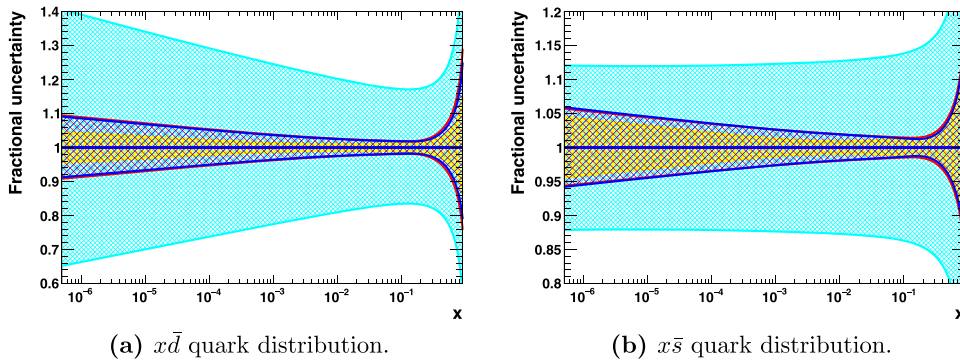 Fractional uncertainty
1.4
1.3
1.2
1.1
1
0.9
0.8
0.7
0.6
10⁻⁶ 10⁻⁵ 10⁻⁴ 10⁻³ 10⁻² 10⁻¹
x
(a) xd̄ quark distribution.
Fractional uncertainty
1.2
1.15
1.1
1.05
1
0.95
0.9
0.85
0.8
10⁻⁶ 10⁻⁵ 10⁻⁴ 10⁻³ 10⁻² 10⁻¹
x
(b) xs̄ quark distribution.